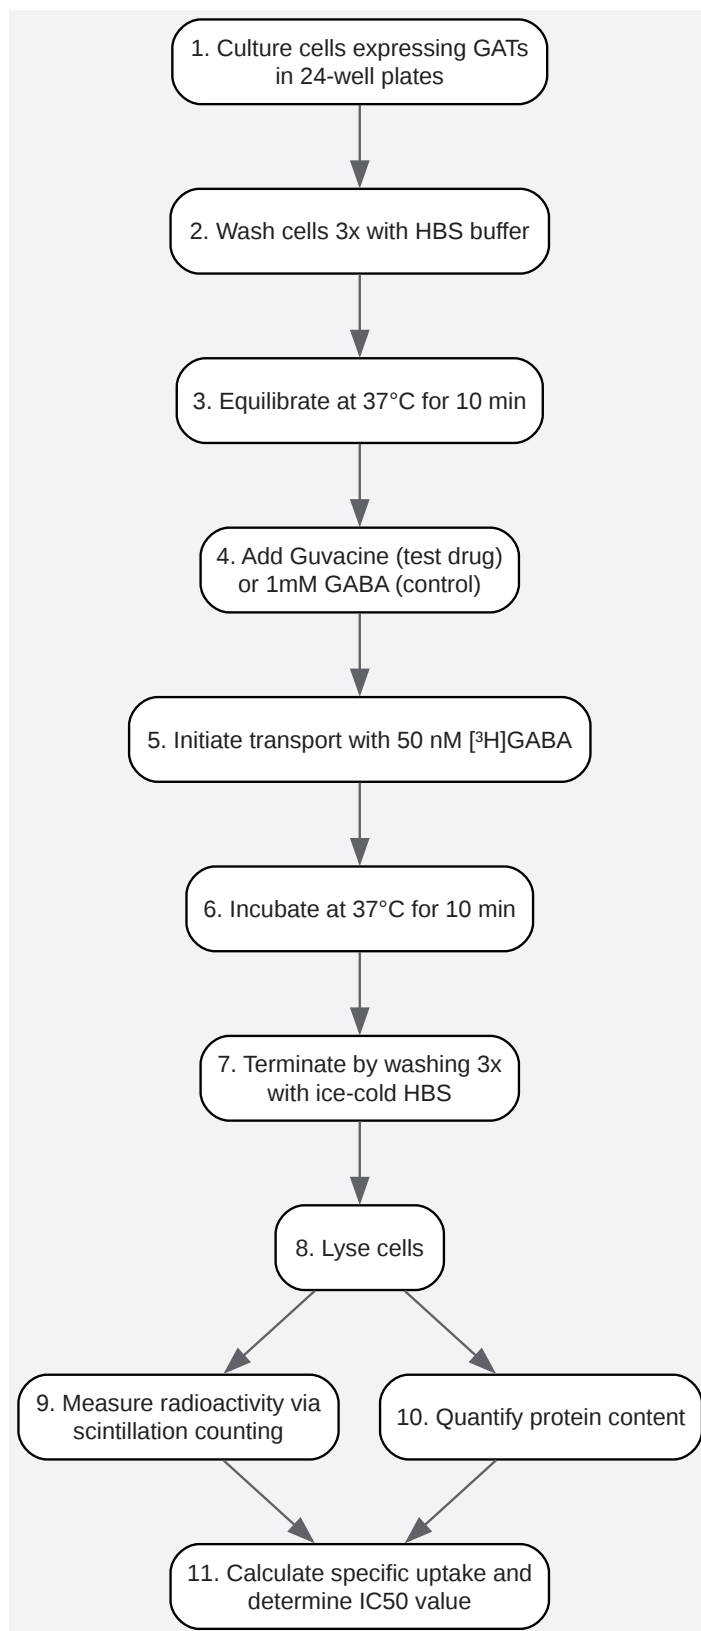 1. Culture cells expressing GATs
in 24-well plates
2. Wash cells 3x with HBS buffer
3. Equilibrate at 37°C for 10 min
4. Add Guvacine (test drug)
or 1mM GABA (control)
5. Initiate transport with 50 nM [³H]GABA
6. Incubate at 37°C for 10 min
7. Terminate by washing 3x
with ice-cold HBS
8. Lyse cells
9. Measure radioactivity via
scintillation counting
10. Quantify protein content
11. Calculate specific uptake and
determine IC50 value